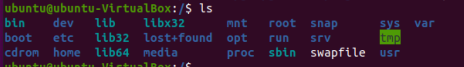 ubuntu@ubuntu-VirtualBox:/$ ls
bin dev lib libx32 mnt root snap sys var
boot etc lib32 lost+found opt run srv tmp
cdrom home lib64 media proc sbin swapfile usr
ubuntu@ubuntu-VirtualBox:/$